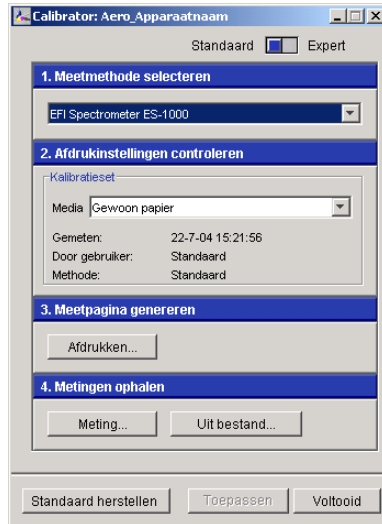 Calibrator: Aero_Apparaatnaam
Standaard Expert
1. Meetmethode selecteren
EFI Spectrometer ES-1000
2. Afdrukinstellingen controleren
Kalibratieset
Media Gewoon papier
Gemeten: 22-7-04 15:21:56
Door gebruiker: Standaard
Methode: Standaard
3. Meetpagina genereren
Afdrukken...
4. Metingen ophalen
Meting... Uit bestand...
Standaard herstellen Toepassen Voltooid